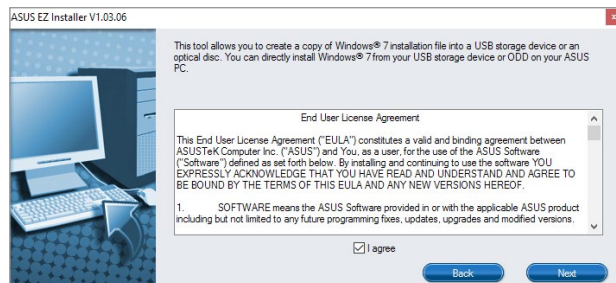 ASUS EZ Installer V1.03.06
x
This tool allows you to create a copy of Windows® 7 installation file into a USB storage device or an
optical disc. You can directly install Windows® 7 from your USB storage device or ODD on your ASUS
PC.
End User License Agreement
This End User License Agreement ("EULA") constitutes a valid and binding agreement between
ASUSTeK Computer Inc. ("ASUS") and You, as a user, for the use of the ASUS Software
("Software") defined as set forth below. By installing and continuing to use the software YOU
EXPRESSLY ACKNOWLEDGE THAT YOU HAVE READ AND UNDERSTAND AND AGREE TO
BE BOUND BY THE TERMS OF THIS EULA AND ANY NEW VERSIONS HEREOF.
1. SOFTWARE means the ASUS Software provided in or with the applicable ASUS product
including but not limited to any future programming fixes, updates, upgrades and modified versions.
I agree
Back Next